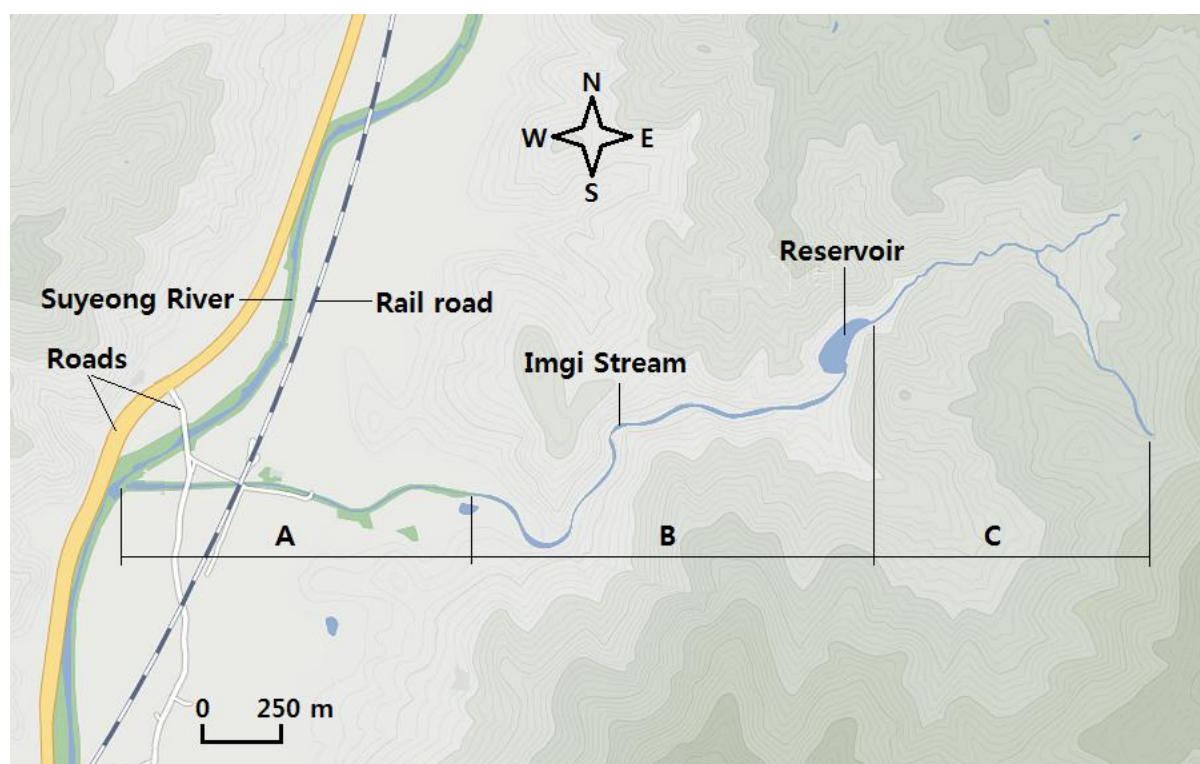 N
W E
S
Reservoir
Suyeong River
Rail road
Roads
Imgi Stream
A
B
C
0 250 m